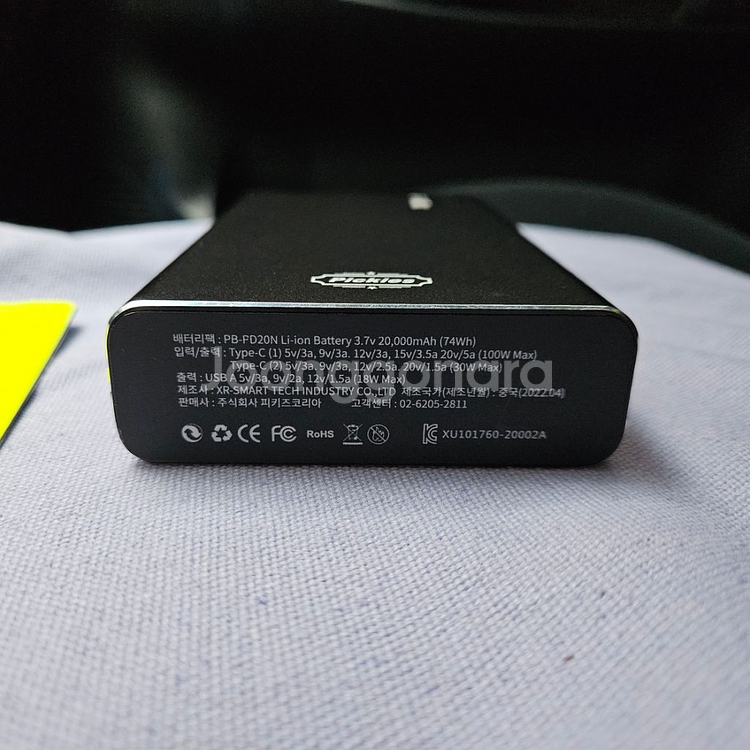 Pickies
배터리팩 : PB-PD20N Li-ion Battery 3.7v 20,000mAh (74Wh)
입력/출력 : Type-C (1) 5v/3a, 9v/3a. 12v/3a, 15v/3.5a 20v/5a (100W Max)
Type-C (2) 5v/3a, 9v/3a, 12v/2.5a, 20v/1.5a (30W Max)
출력 : USB A 5v/3a, 9v/2a, 12v/1.5a (18W Max)
제조사 : XR-SMART TECH INDUSTRY CO.,LTD 제조국가(제조년월) : 중국(2022.04)
판매사 : 주식회사 피키즈코리아 고객센터 : 02-6205-2811
CE FC RoHS XU101760-20002A
Joongonara